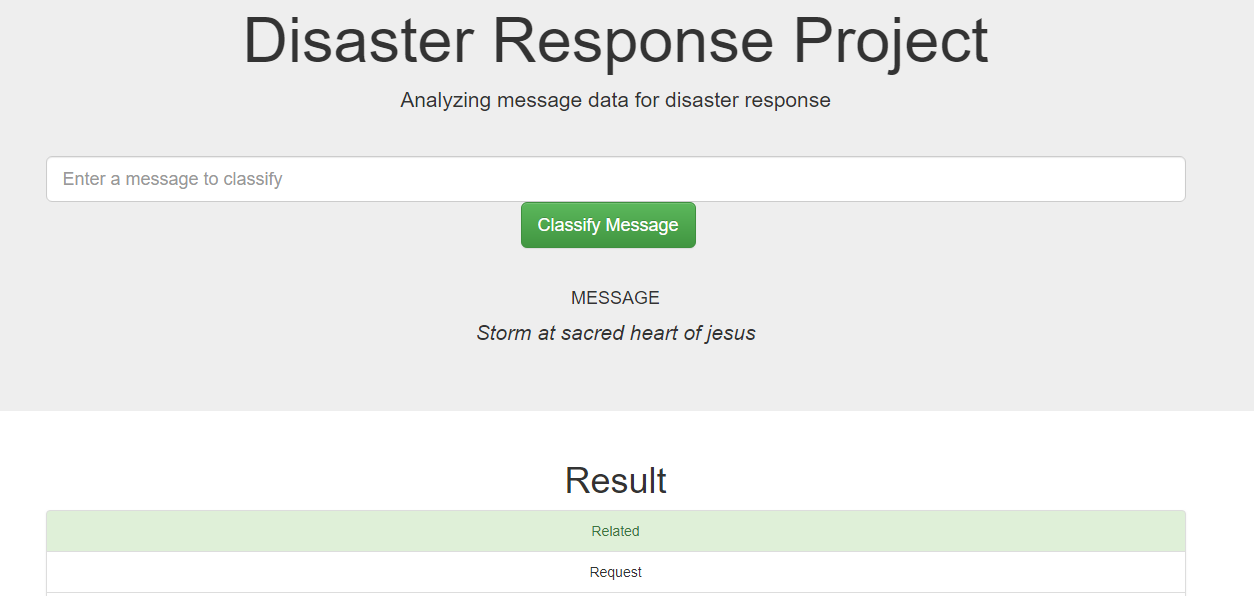 Disaster Response Project
Analyzing message data for disaster response
Enter a message to classify
Classify Message
MESSAGE
Storm at sacred heart of jesus
Result
Related
Request